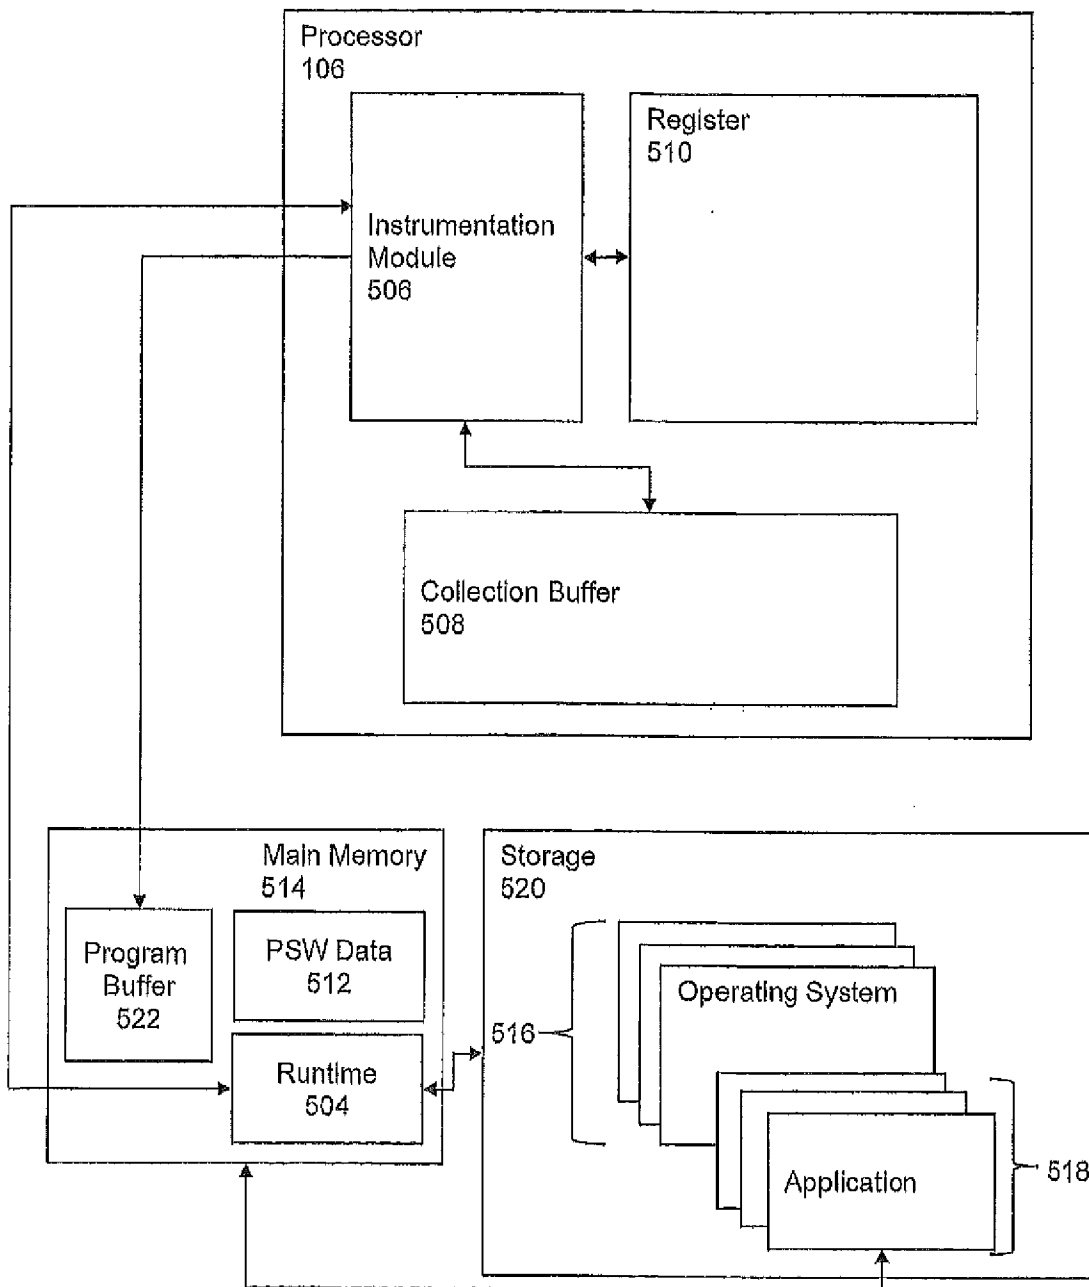 Processor
106
Register
510
Instrumentation
Module
506
Collection Buffer
508
Main Memory
514
Program
Buffer
522
PSW Data
512
Runtime
504
Storage
520
Operating System
516
Application
518